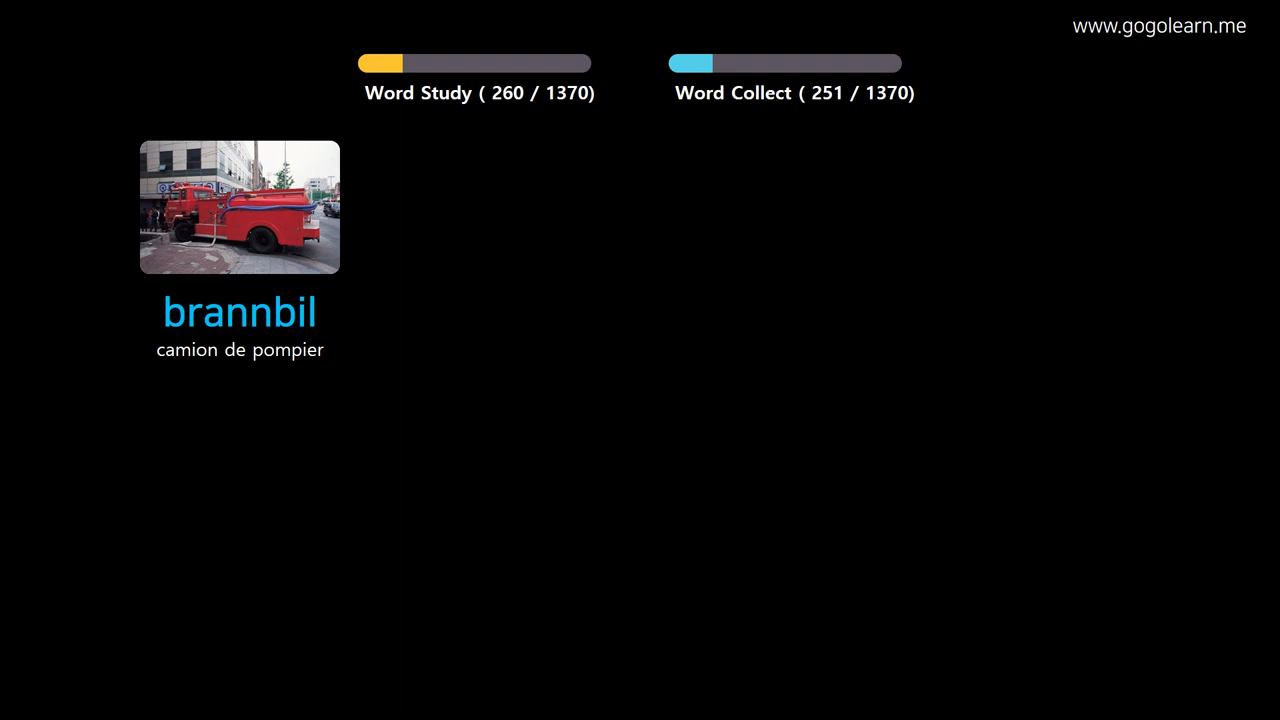 www.gogolearn.me
Word Study ( 260 / 1370)
Word Collect ( 251 / 1370)
brannbil
camion de pompier